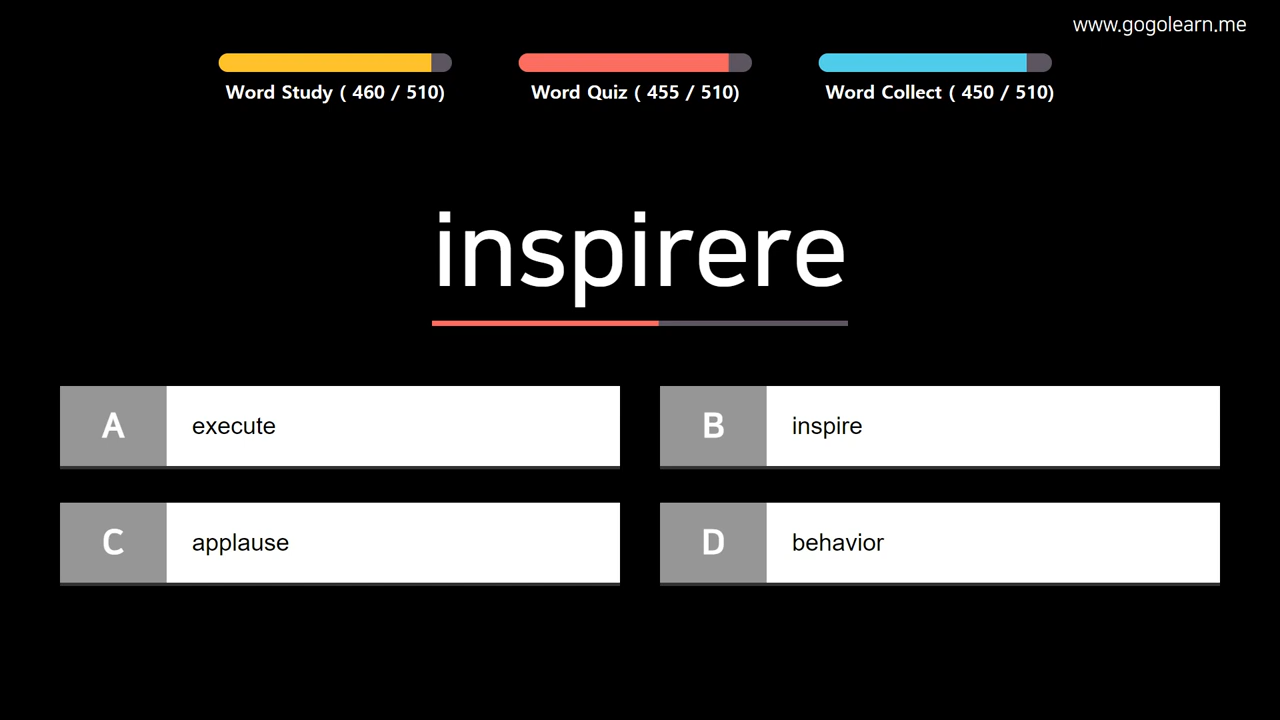 www.gogolearn.me
Word Study ( 460 / 510)
Word Quiz ( 455 / 510)
Word Collect ( 450 / 510)
inspirere
A execute
B inspire
C applause
D behavior